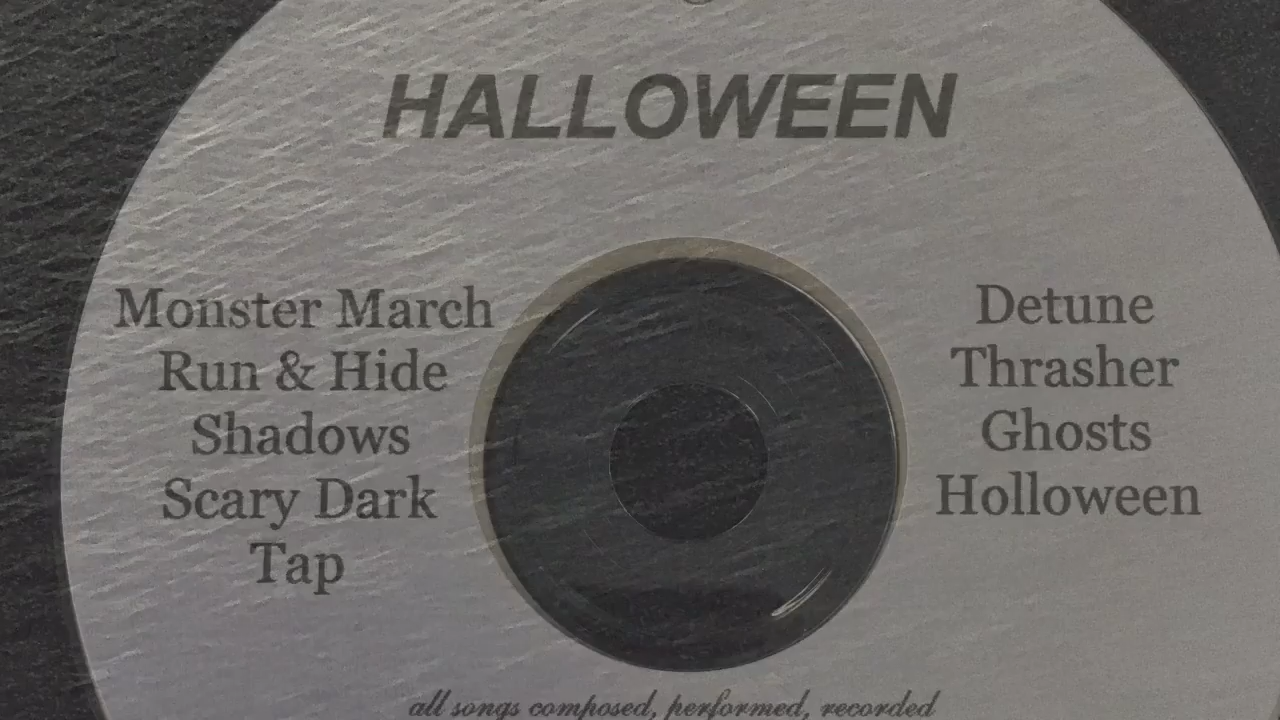 HALLOWEEN
Monster March
Run & Hide
Shadows
Scary Dark
Tap
Detune
Thrasher
Ghosts
Holloween
all songs composed, performed, recorded